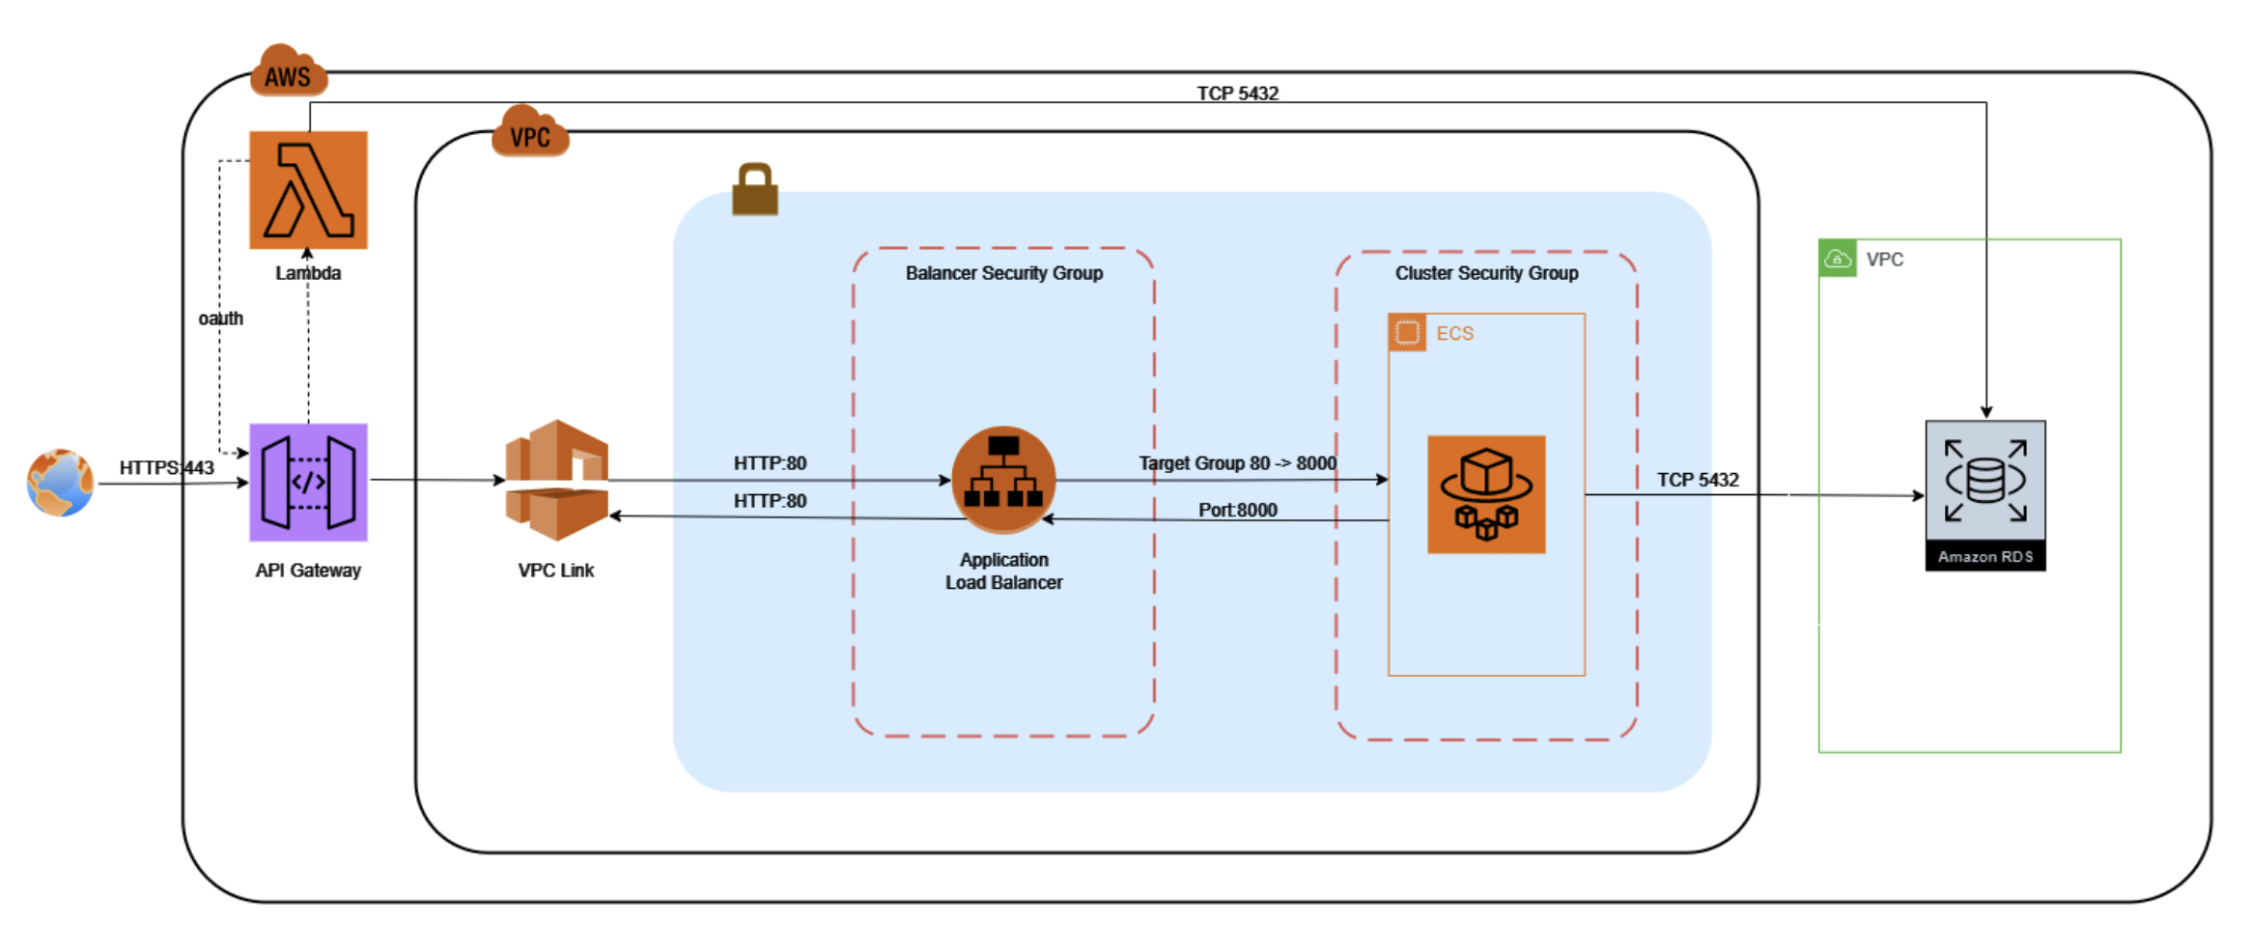 AWS
TCP 5432
VPC
Lambda
Balancer Security Group
Cluster Security Group
VPC
oauth
ECS
HTTPS:443
HTTP:80
Target Group 80 -> 8000
TCP 5432
HTTP:80
Port:8000
API Gateway
VPC Link
Application
Load Balancer
Amazon RDS